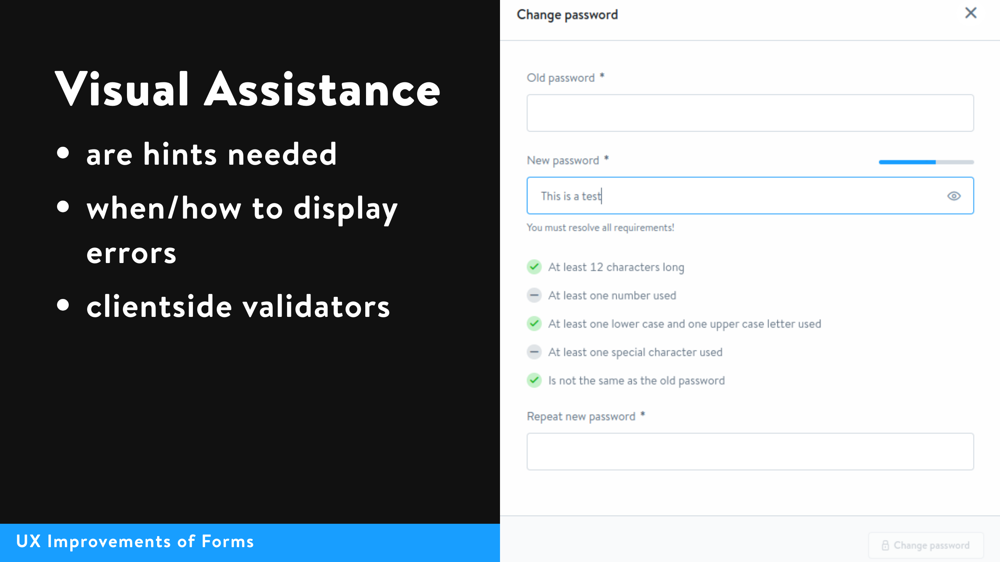 Visual Assistance
• are hints needed
• when/how to display
errors
• clientside validators
UX Improvements of Forms
Change password
Old password *
New password *
This is a test
You must resolve all requirements!
At least 12 characters long
At least one number used
At least one lower case and one upper case letter used
At least one special character used
Is not the same as the old password
Repeat new password *
Change password